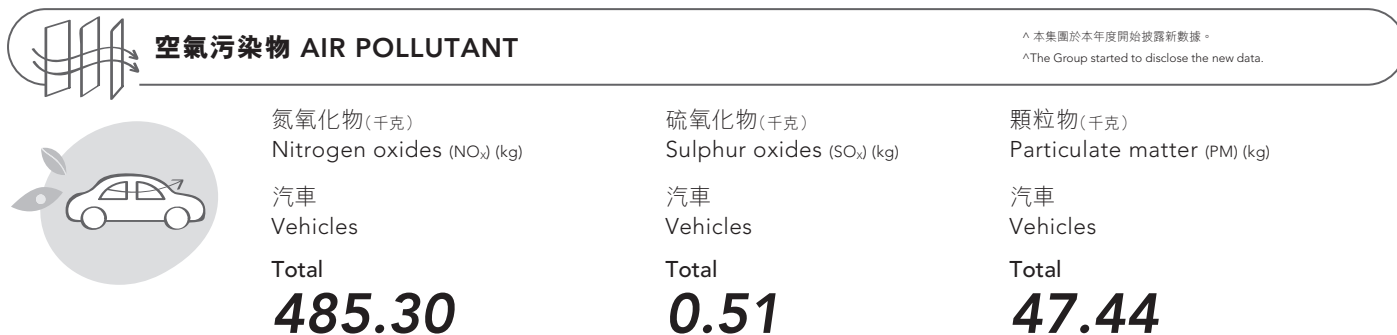 空氣污染物 AIR POLLUTANT
^ 本集團於本年度開始披露新數據。
^The Group started to disclose the new data.
氮氧化物(千克)
Nitrogen oxides (NOx) (kg)
汽車
Vehicles
Total
485.30
硫氧化物(千克)
Sulphur oxides (SOx) (kg)
汽車
Vehicles
Total
0.51
顆粒物(千克)
Particulate matter (PM) (kg)
汽車
Vehicles
Total
47.44